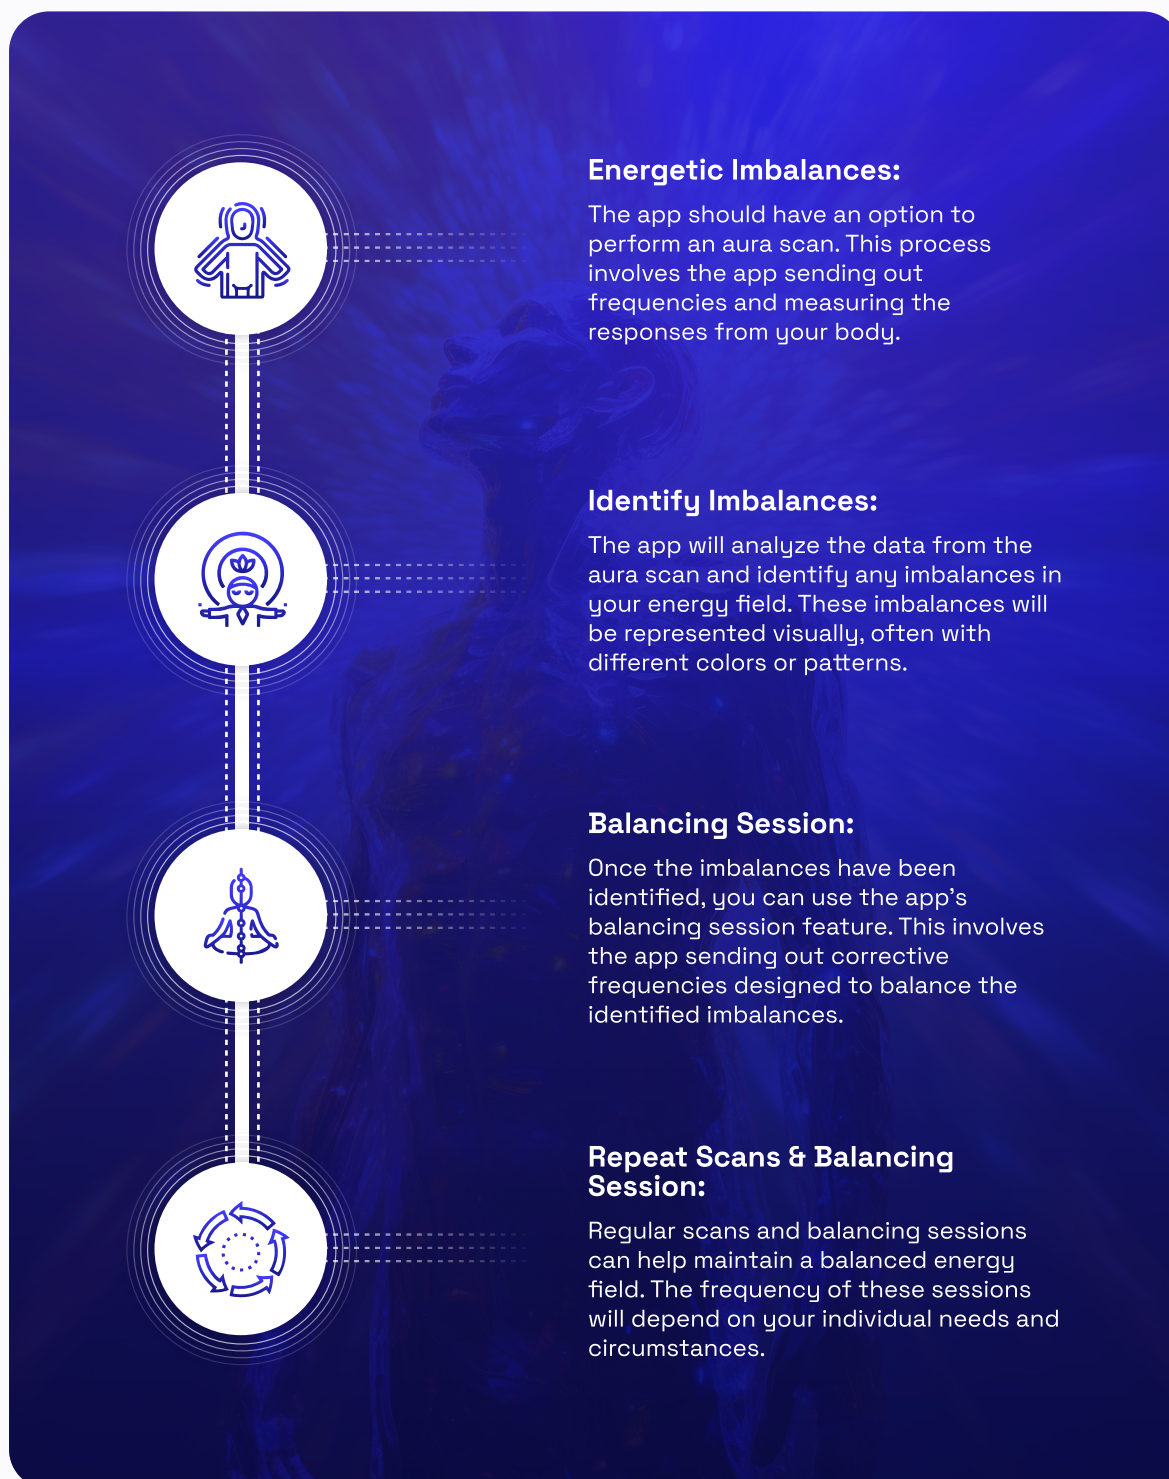 Energetic Imbalances:
The app should have an option to
perform an aura scan. This process
involves the app sending out
frequencies and measuring the
responses from your body.
Identify Imbalances:
The app will analyze the data from the
aura scan and identify any imbalances in
your energy field. These imbalances will
be represented visually, often with
different colors or patterns.
Balancing Session:
Once the imbalances have been
identified, you can use the app's
balancing session feature. This involves
the app sending out corrective
frequencies designed to balance the
identified imbalances.
Repeat Scans & Balancing
Session:
Regular scans and balancing sessions
can help maintain a balanced energy
field. The frequency of these sessions
will depend on your individual needs and
circumstances.